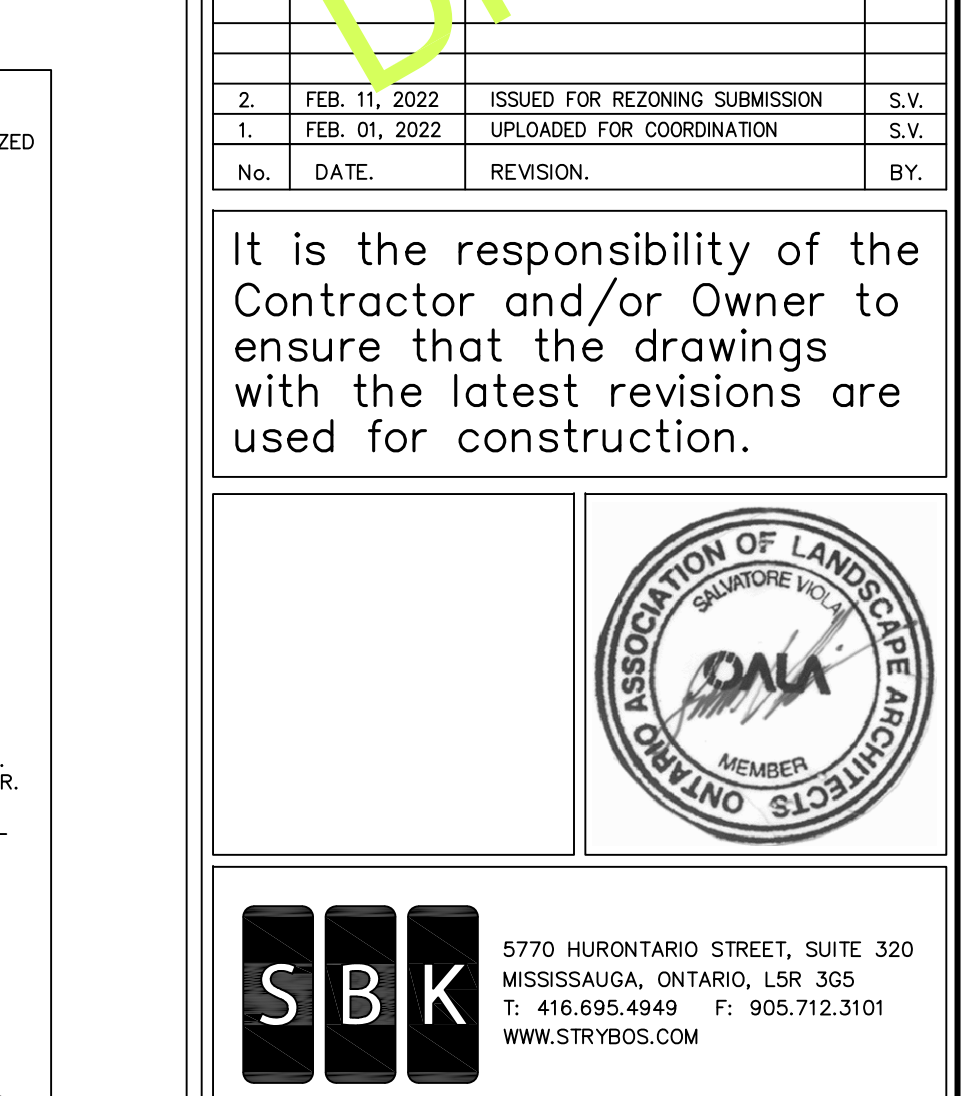 ZED
.
R.
2. FEB. 11, 2022 ISSUED FOR REZONING SUBMISSION S.V.
1. FEB. 01, 2022 UPLOADED FOR COORDINATION S.V.
No. DATE. REVISION. BY.
It is the responsibility of the
Contractor and/or Owner to
ensure that the drawings
with the latest revisions are
used for construction.
ONTARIO ASSOCIATION OF LANDSCAPE ARCHITECTS
SALVATORE VIOLA
OALA
MEMBER
SBK
5770 HURONTARIO STREET, SUITE 320
MISSISSAUGA, ONTARIO, L5R 3G5
T: 416.695.4949 F: 905.712.3101
WWW.STRYBOS.COM